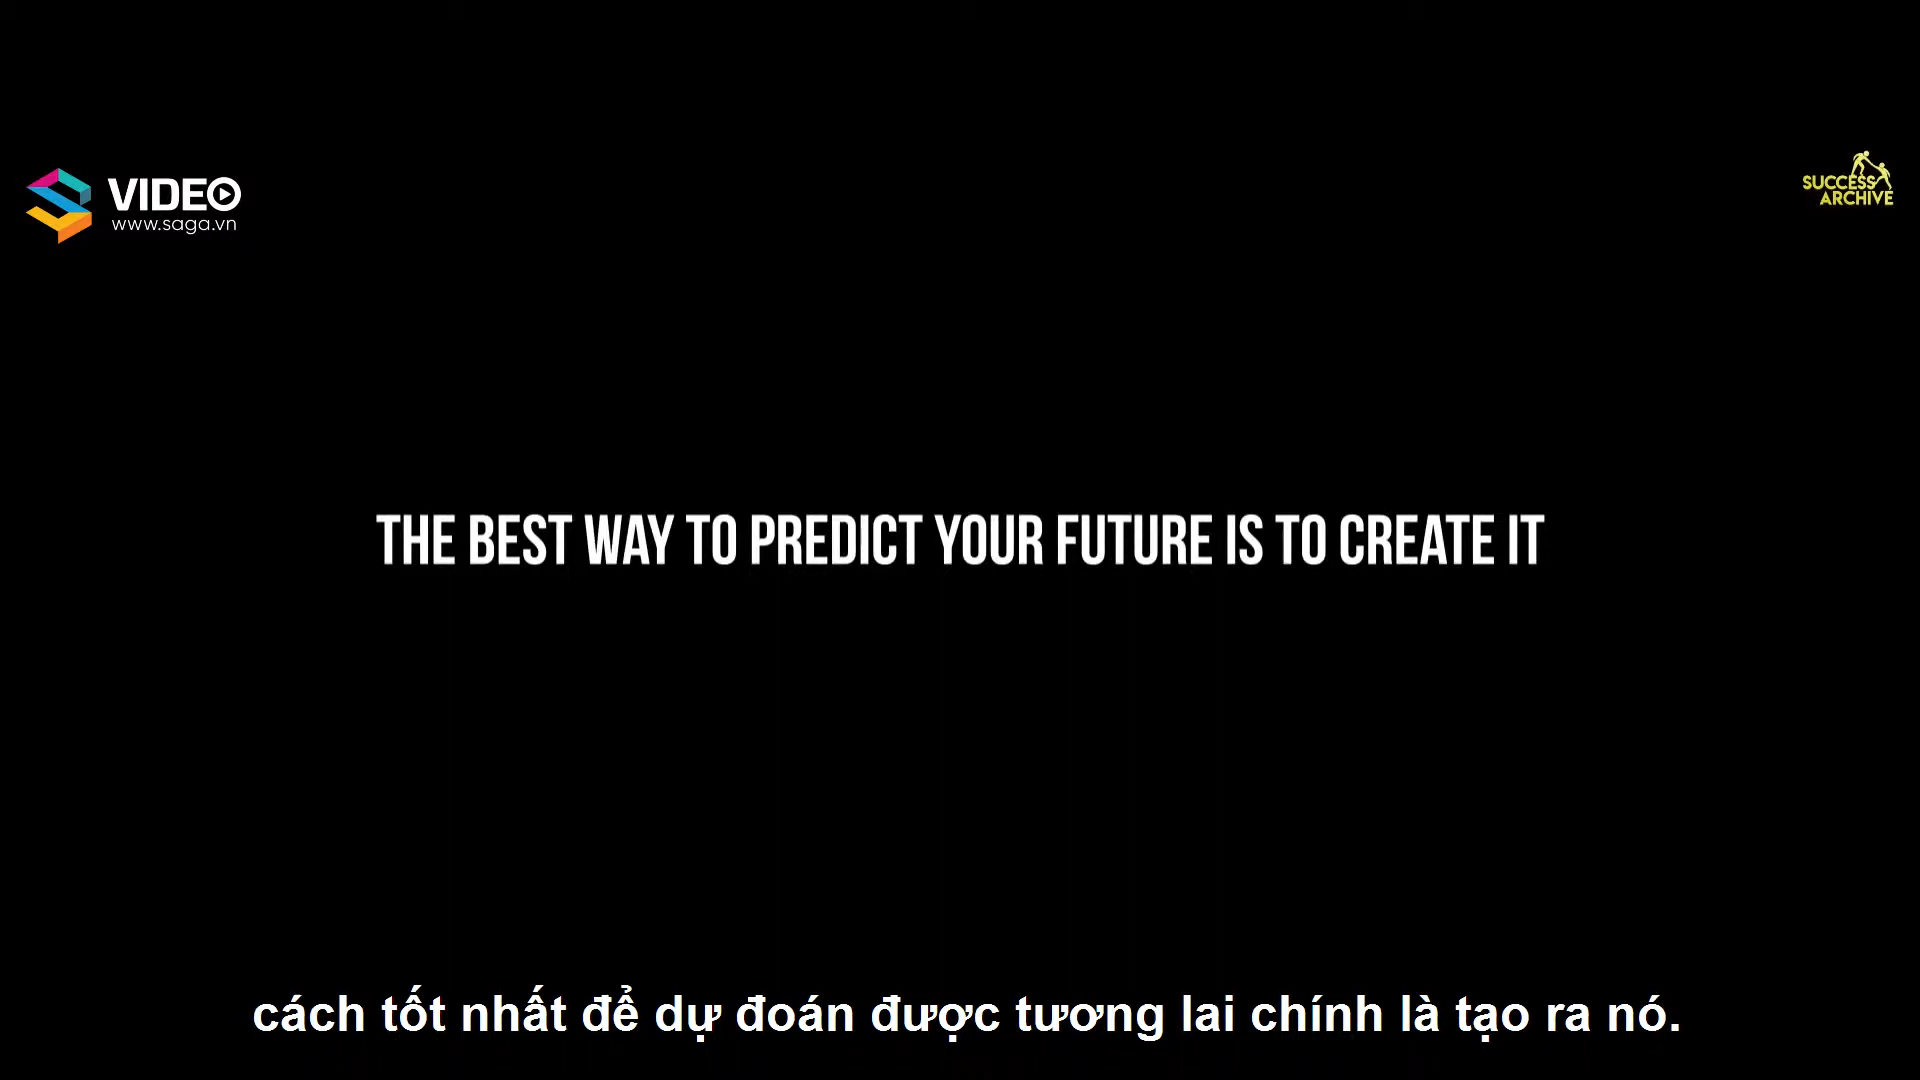 VIDEO
www.saga.vn
SUCCESS
ARCHIVE
THE BEST WAY TO PREDICT YOUR FUTURE IS TO CREATE IT
cách tốt nhất để dự đoán được tương lai chính là tạo ra nó.